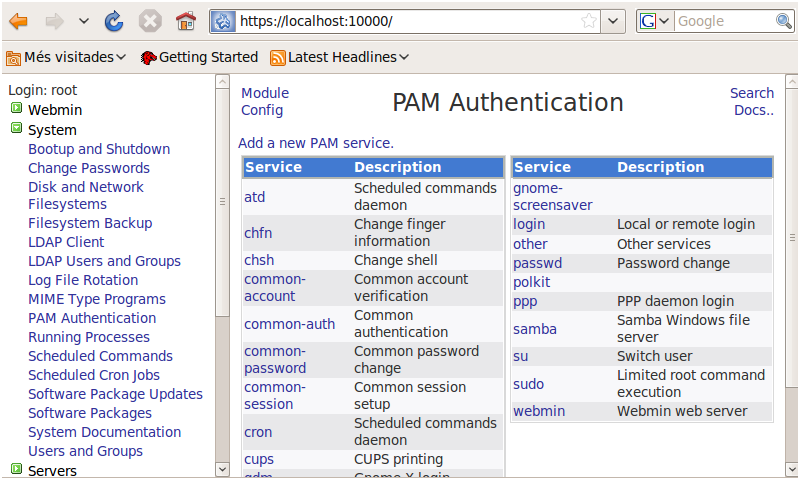 https://localhost:10000/
Google
Més visitades
Getting Started
Latest Headlines
Login: root
Webmin
System
Bootup and Shutdown
Change Passwords
Disk and Network
Filesystems
Filesystem Backup
LDAP Client
LDAP Users and Groups
Log File Rotation
MIME Type Programs
PAM Authentication
Running Processes
Scheduled Commands
Scheduled Cron Jobs
Software Package Updates
Software Packages
System Documentation
Users and Groups
Servers
Module
Config
PAM Authentication
Search
Docs..
Add a new PAM service.
Service Description
atd Scheduled commands
daemon
chfn Change finger
information
chsh Change shell
common-
account Common account
verification
common-auth Common
authentication
common-
password Common password
change
common-
session Common session
setup
cron Scheduled commands
daemon
cups CUPS printing
gdm Gnome X login
Service Description
gnome-
screensaver
login Local or remote login
other Other services
passwd Password change
polkit
ppp PPP daemon login
samba Samba Windows file
server
su Switch user
sudo Limited root command
execution
webmin Webmin web server